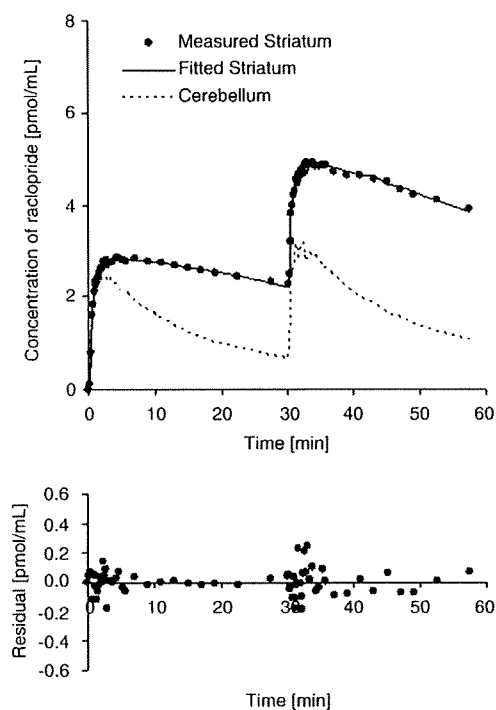 8
6
4
2
0
Concentration of raclopride [pmol/mL]
Measured Striatum
Fitted Striatum
Cerebellum
0 10 20 30 40 50 60
Time [min]
0.6
0.4
0.2
0.0
-0.2
-0.4
-0.6
Residual [pmol/mL]
0 10 20 30 40 50 60
Time [min]